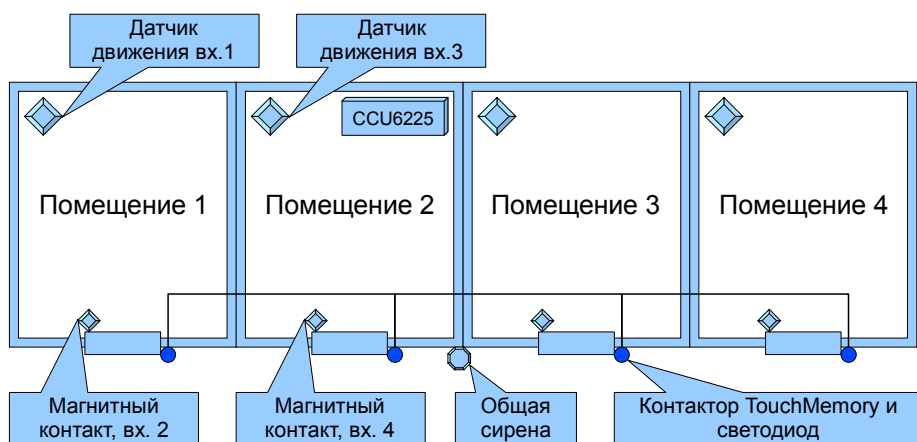 Датчик
движения вх.1
Датчик
движения вх.3
CCU6225
Помещение 1
Помещение 2
Помещение 3
Помещение 4
Магнитный
контакт, вх. 2
Магнитный
контакт, вх. 4
Общая
сирена
Контактор TouchMemory и
светодиод